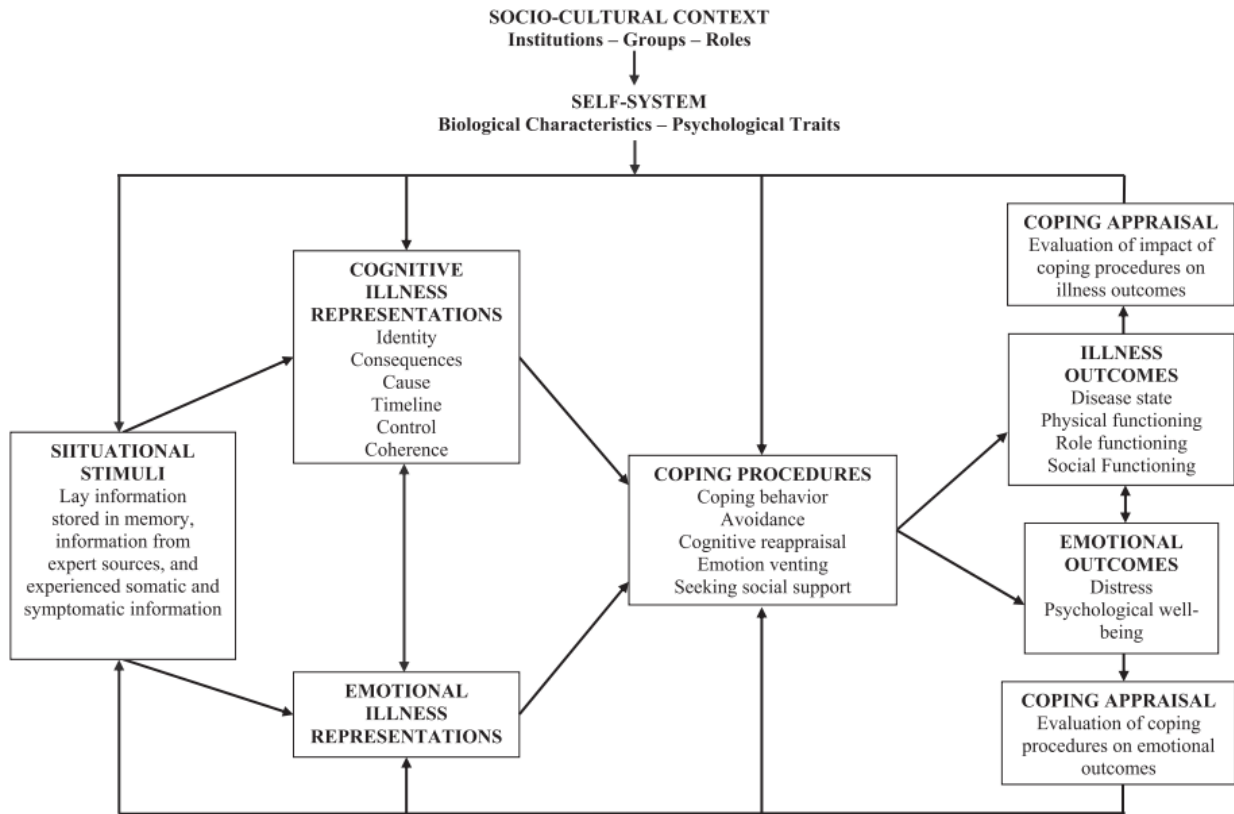 SOCIO-CULTURAL CONTEXT
Institutions – Groups – Roles
SELF-SYSTEM
Biological Characteristics – Psychological Traits
SIITUATIONAL
STIMULI
Lay information
stored in memory,
information from
expert sources, and
experienced somatic and
symptomatic information
COGNITIVE
ILLNESS
REPRESENTATIONS
Identity
Consequences
Cause
Timeline
Control
Coherence
EMOTIONAL
ILLNESS
REPRESENTATIONS
COPING PROCEDURES
Coping behavior
Avoidance
Cognitive reappraisal
Emotion venting
Seeking social support
COPING APPRAISAL
Evaluation of impact of
coping procedures on
illness outcomes
ILLNESS
OUTCOMES
Disease state
Physical functioning
Role functioning
Social Functioning
EMOTIONAL
OUTCOMES
Distress
Psychological well-
being
COPING APPRAISAL
Evaluation of coping
procedures on emotional
outcomes